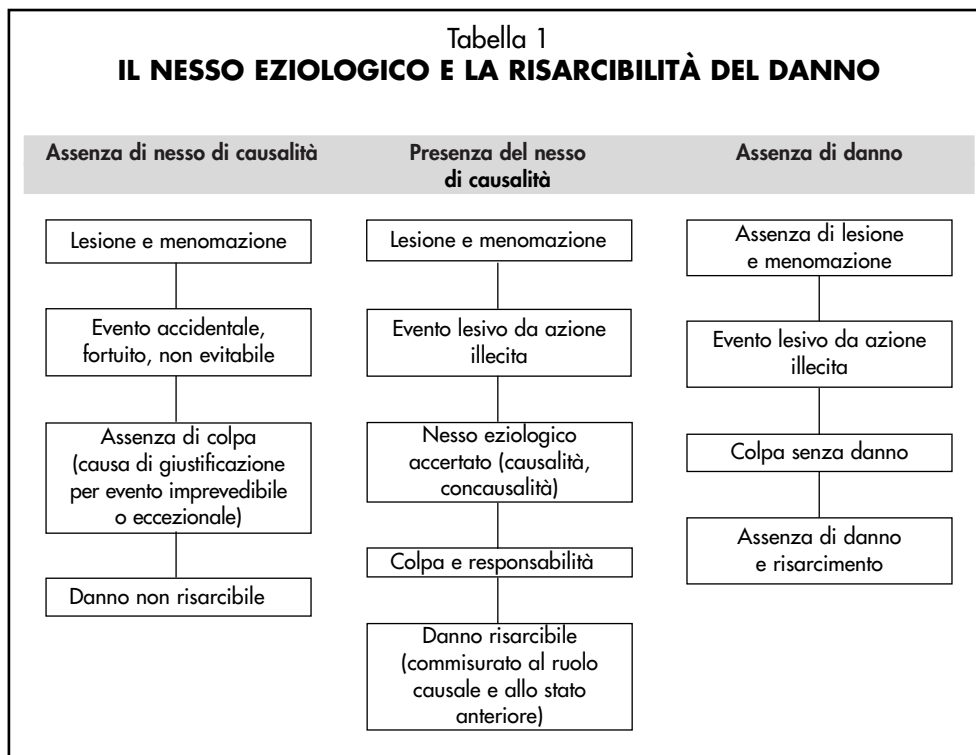 Tabella 1
IL NESSO EZIOLOGICO E LA RISARCIBILITÀ DEL DANNO
Assenza di nesso di causalità
Lesione e menomazione
Evento accidentale,
fortuito, non evitabile
Assenza di colpa
(causa di giustificazione
per evento imprevedibile
o eccezionale)
Danno non risarcibile
Presenza del nesso
di causalità
Lesione e menomazione
Evento lesivo da azione
illecita
Nesso eziologico
accertato (causalità,
concausalità)
Colpa e responsabilità
Danno risarcibile
(commisurato al ruolo
causale e allo stato
anteriore)
Assenza di danno
Assenza di lesione
e menomazione
Evento lesivo da azione
illecita
Colpa senza danno
Assenza di danno
e risarcimento